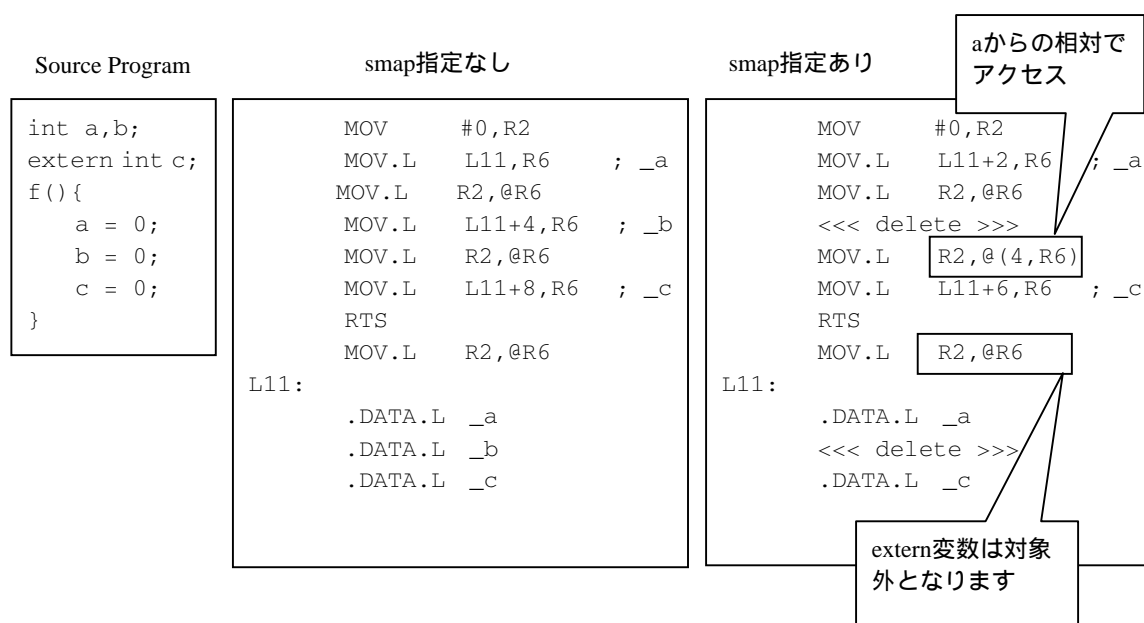 Source Program
int a,b;
extern int c;
f(){
a = 0;
b = 0;
c = 0;
}
smap指定なし
MOV #0,R2
MOV.L L11,R6 ; _a
MOV.L R2,@R6
MOV.L L11+4,R6 ; _b
MOV.L R2,@R6
MOV.L L11+8,R6 ; _c
RTS
MOV.L R2,@R6
L11:
.DATA.L _a
.DATA.L _b
.DATA.L _c
smap指定あり
aからの相対で
アクセス
MOV #0,R2
MOV.L L11+2,R6 ; _a
MOV.L R2,@R6
<<< delete >>>
MOV.L R2,@(4,R6)
MOV.L L11+6,R6 ; _c
RTS
MOV.L R2,@R6
L11:
.DATA.L _a
<<< delete >>>
.DATA.L _c
extern変数は対象
外となります